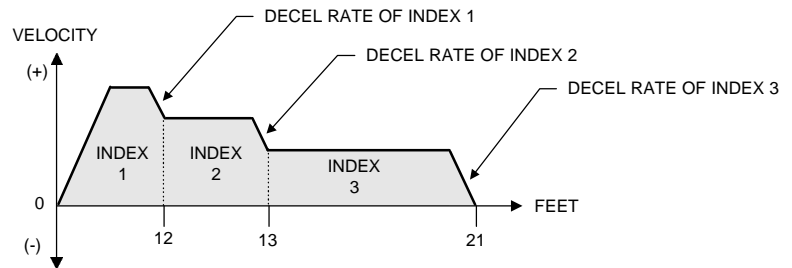 DECEL RATE OF INDEX 1
VELOCITY
DECEL RATE OF INDEX 2
(+)
DECEL RATE OF INDEX 3
INDEX
1
INDEX
2
INDEX
3
0
FEET
12
13
21
(-)